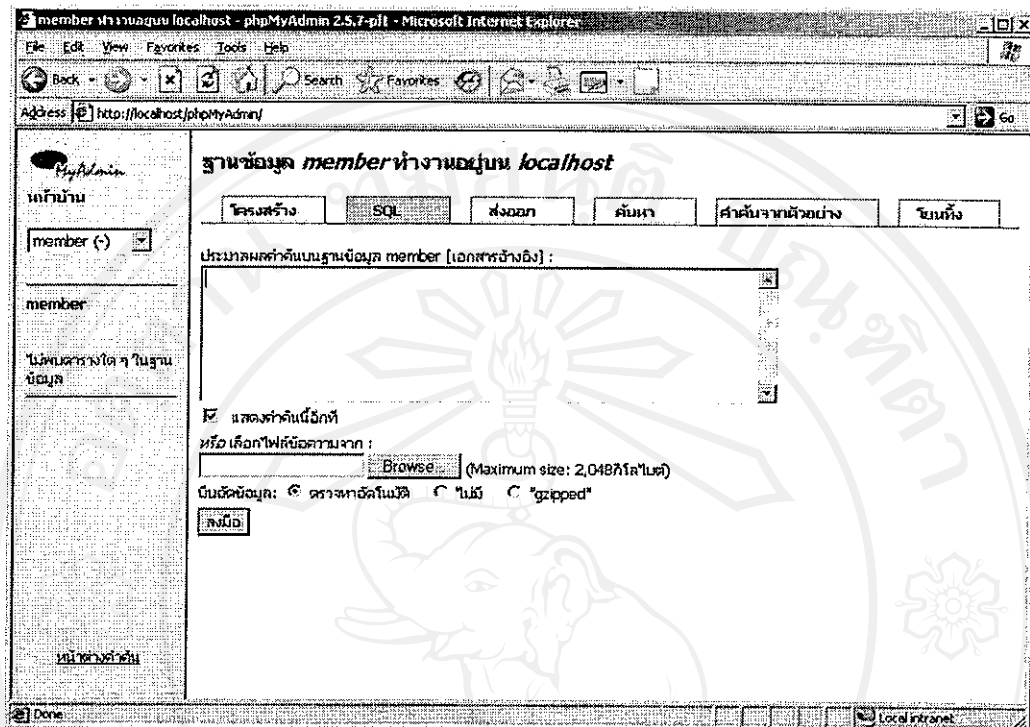 member ทำงานอยู่บน localhost - phpMyAdmin 2.5.7-pl1 - Microsoft Internet Explorer
File Edit View Favorites Tools Help
Back Search Favorites
Address http://localhost/phpMyAdmin/ Go
MyAdmin
หน้าบ้าน
member (-)
member
ไม่พบตารางใด ๆ ในฐาน
ข้อมูล
หน้าต่างคำค้น
ฐานข้อมูล member ทำงานอยู่บน localhost
โครงสร้าง SQL ส่งออก ค้นหา คำค้นจากตัวอย่าง โยนทิ้ง
ประมวลผลคำค้นบนฐานข้อมูล member [เอกสารอ้างอิง] :
แสดงคำค้นนี้อีกที
หรือ เลือกไฟล์ข้อความจาก :
Browse... (Maximum size: 2,048กิโลไบต์)
บีบอัดข้อมูล: ตรวจหาอัตโนมัติ ไม่มี "gzipped"
ลงมือ
Done Local intranet